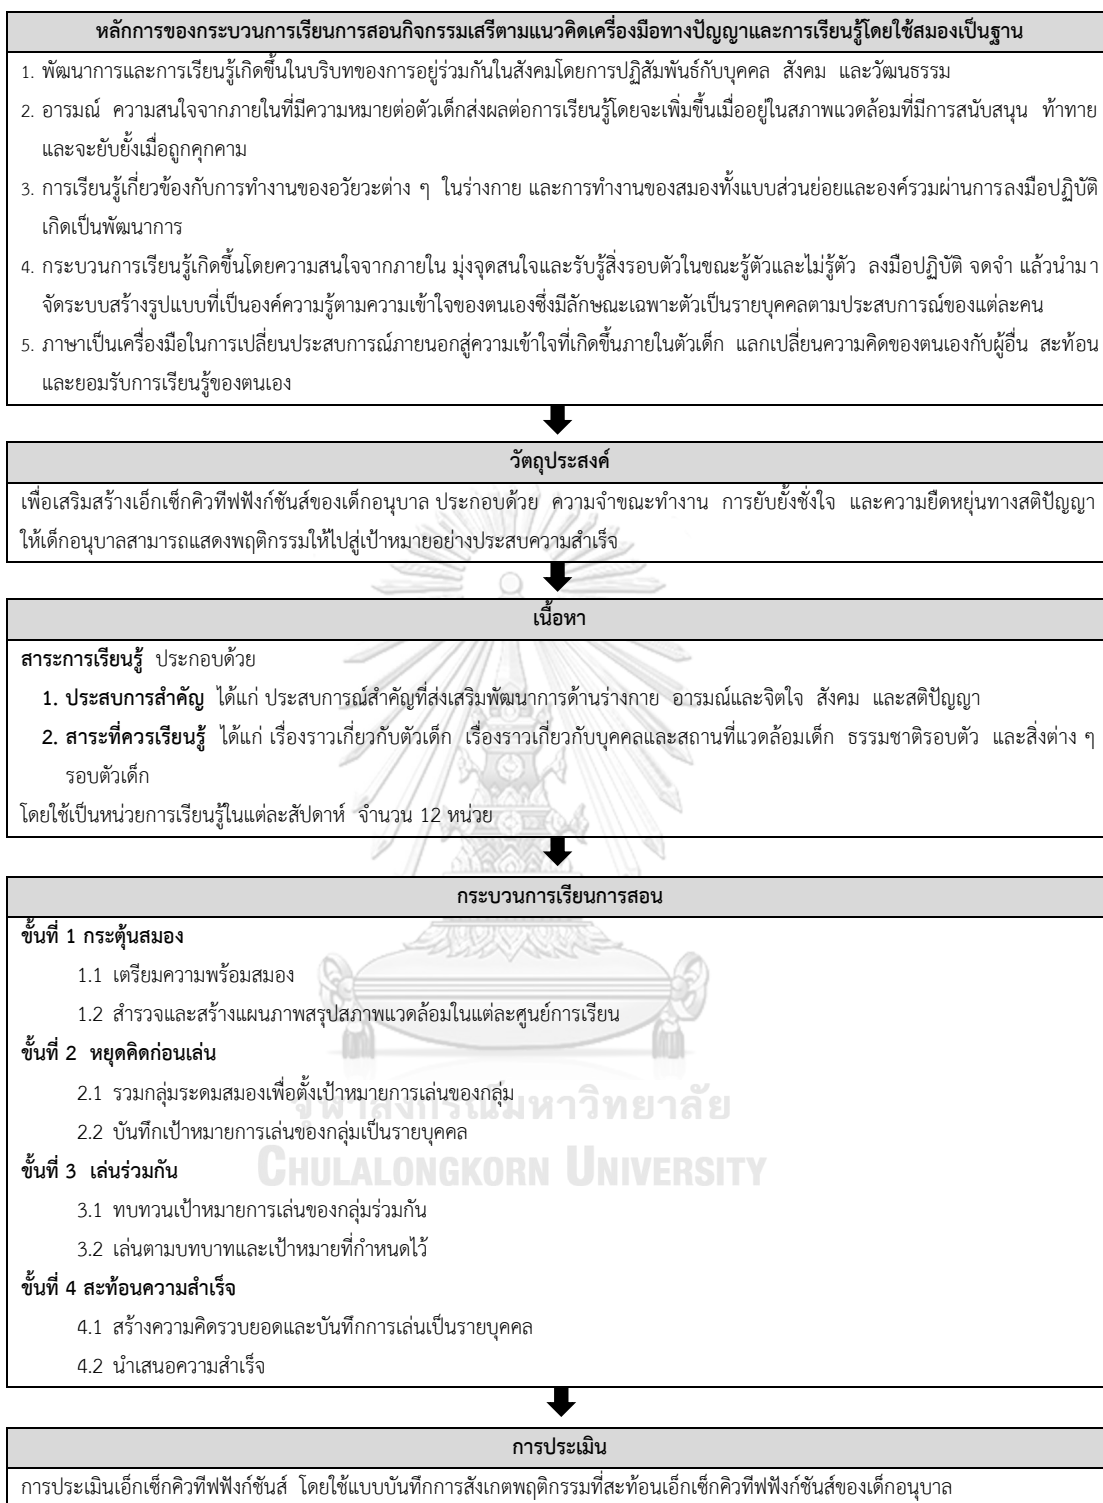 หลักการของกระบวนการเรียนการสอนกิจกรรมเสรีตามแนวคิดเครื่องมือทางปัญญาและการเรียนรู้โดยใช้สมองเป็นฐาน
1. พัฒนาการและการเรียนรู้เกิดขึ้นในบริบทของการอยู่ร่วมกันในสังคมโดยการปฏิสัมพันธ์กับบุคคล สังคม และวัฒนธรรม
2. อารมณ์ ความสนใจจากภายในที่มีความหมายต่อตัวเด็กส่งผลต่อการเรียนรู้โดยจะเพิ่มขึ้นเมื่ออยู่ในสภาพแวดล้อมที่มีการสนับสนุน ท้าทาย
และจะยับยั้งเมื่อถูกคุกคาม
3. การเรียนรู้เกี่ยวข้องกับการทำงานของอวัยวะต่าง ๆ ในร่างกาย และการทำงานของสมองทั้งแบบส่วนย่อยและองค์รวมผ่านการลงมือปฏิบัติ
เกิดเป็นพัฒนาการ
4. กระบวนการเรียนรู้เกิดขึ้นโดยความสนใจจากภายใน มุ่งจุดสนใจและรับรู้สิ่งรอบตัวในขณะรู้ตัวและไม่รู้ตัว ลงมือปฏิบัติ จดจำ แล้วนำมา
จัดระบบสร้างรูปแบบที่เป็นองค์ความรู้ตามความเข้าใจของตนเองซึ่งมีลักษณะเฉพาะตัวเป็นรายบุคคลตามประสบการณ์ของแต่ละคน
5. ภาษาเป็นเครื่องมือในการเปลี่ยนประสบการณ์ภายนอกสู่ความเข้าใจที่เกิดขึ้นภายในตัวเด็ก แลกเปลี่ยนความคิดของตนเองกับผู้อื่น สะท้อน
และยอมรับการเรียนรู้ของตนเอง
วัตถุประสงค์
เพื่อเสริมสร้างเอ็กเซ็กคิวทีฟฟังก์ชันส์ของเด็กอนุบาล ประกอบด้วย ความจำขณะทำงาน การยับยั้งชั่งใจ และความยืดหยุ่นทางสติปัญญา
ให้เด็กอนุบาลสามารถแสดงพฤติกรรมให้ไปสู่เป้าหมายอย่างประสบความสำเร็จ
เนื้อหา
สาระการเรียนรู้ ประกอบด้วย
1. ประสบการสำคัญ ได้แก่ ประสบการณ์สำคัญที่ส่งเสริมพัฒนาการด้านร่างกาย อารมณ์และจิตใจ สังคม และสติปัญญา
2. สาระที่ควรเรียนรู้ ได้แก่ เรื่องราวเกี่ยวกับตัวเด็ก เรื่องราวเกี่ยวกับบุคคลและสถานที่แวดล้อมเด็ก ธรรมชาติรอบตัว และสิ่งต่าง ๆ
รอบตัวเด็ก
โดยใช้เป็นหน่วยการเรียนรู้ในแต่ละสัปดาห์ จำนวน 12 หน่วย
กระบวนการเรียนการสอน
ขั้นที่ 1 กระตุ้นสมอง
1.1 เตรียมความพร้อมสมอง
1.2 สำรวจและสร้างแผนภาพสรุปสภาพแวดล้อมในแต่ละศูนย์การเรียน
ขั้นที่ 2 หยุดคิดก่อนเล่น
2.1 รวมกลุ่มระดมสมองเพื่อตั้งเป้าหมายการเล่นของกลุ่ม
จุฬาลงกรณ์มหาวิทยาลัย
2.2 บันทึกเป้าหมายการเล่นของกลุ่มเป็นรายบุคคล
ขั้นที่ 3 เล่นร่วมกัน
CHULALONGKORN UNIVERSITY
3.1 ทบทวนเป้าหมายการเล่นของกลุ่มร่วมกัน
3.2 เล่นตามบทบาทและเป้าหมายที่กำหนดไว้
ขั้นที่ 4 สะท้อนความสำเร็จ
4.1 สร้างความคิดรวบยอดและบันทึกการเล่นเป็นรายบุคคล
4.2 นำเสนอความสำเร็จ
การประเมิน
การประเมินเอ็กเซ็กคิวทีฟฟังก์ชันส์ โดยใช้แบบบันทึกการสังเกตพฤติกรรมที่สะท้อนเอ็กเซ็กคิวทีฟฟังก์ชันส์ของเด็กอนุบาล